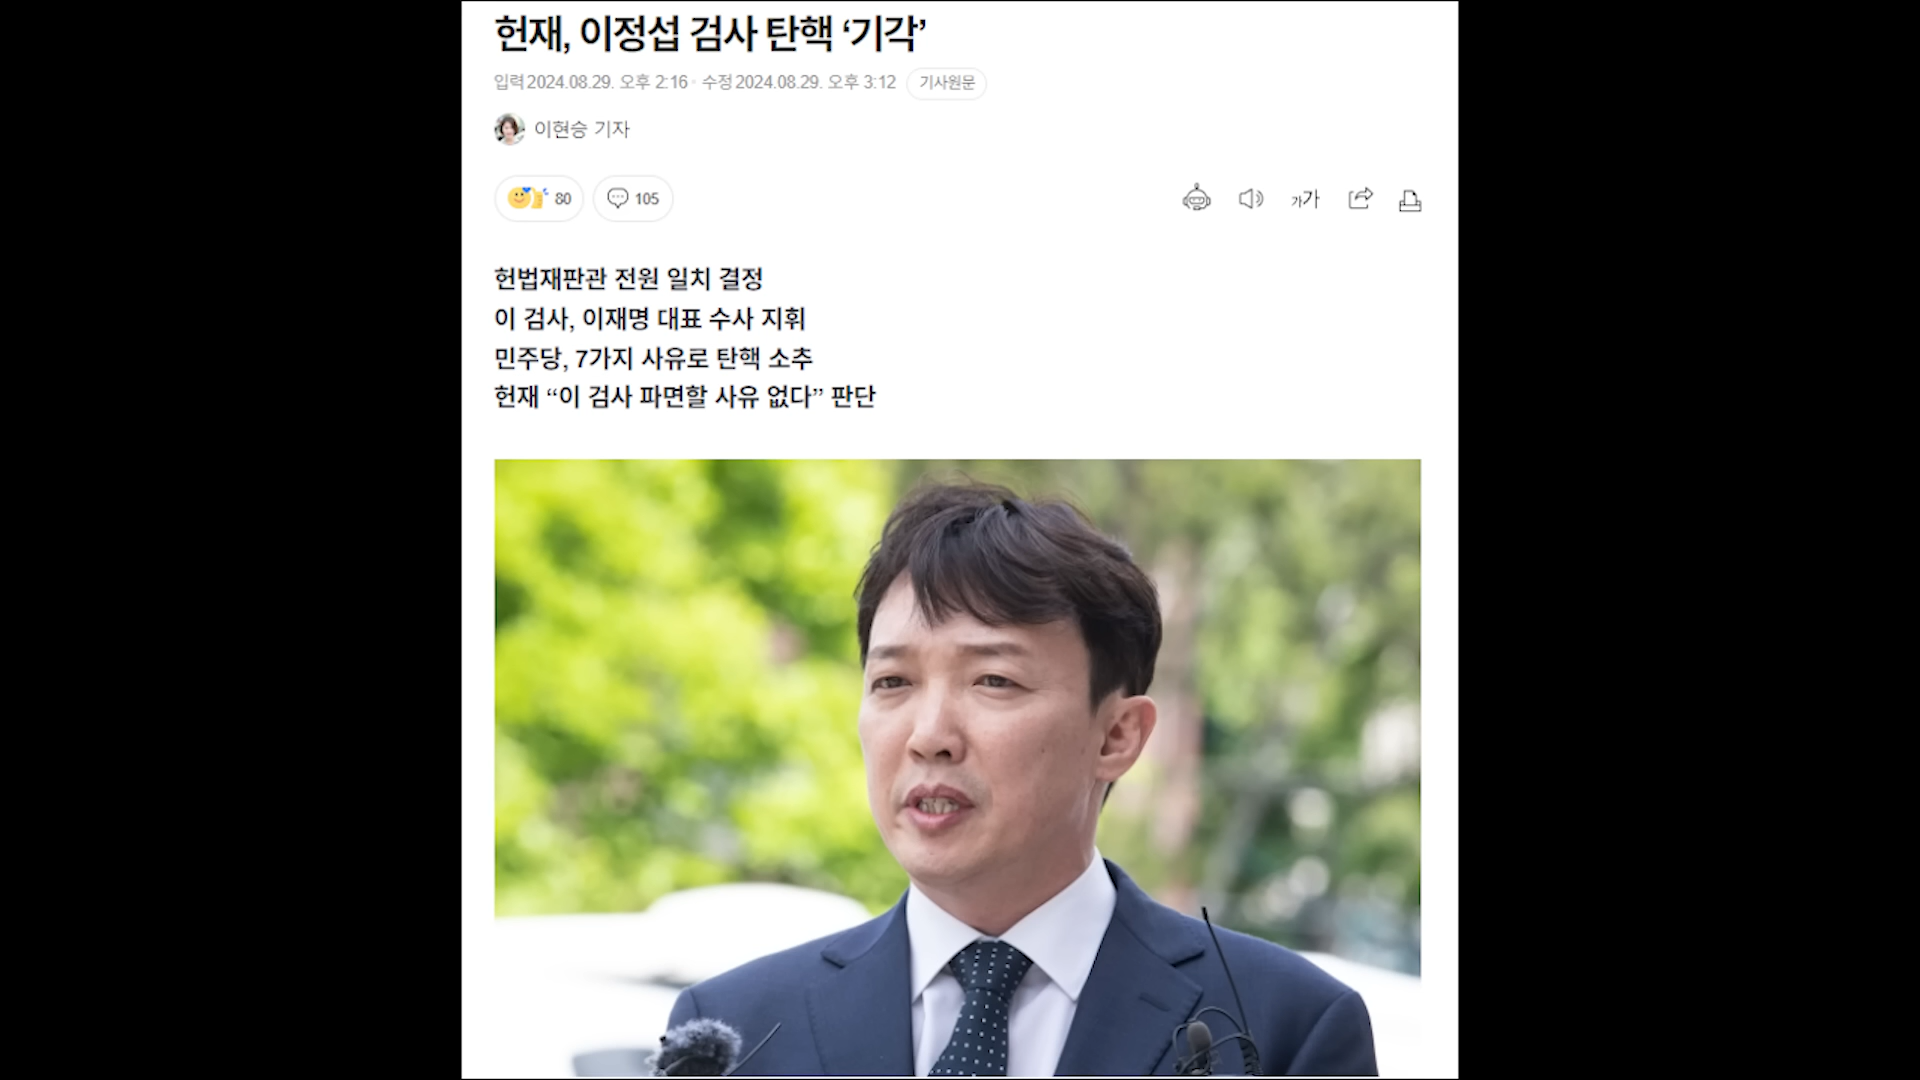 헌재, 이정섭 검사 탄핵 ‘기각’
입력 2024.08.29. 오후 2:16 · 수정 2024.08.29. 오후 3:12 기사원문
이현승 기자
80 105 가가
헌법재판관 전원 일치 결정
이 검사, 이재명 대표 수사 지휘
민주당, 7가지 사유로 탄핵 소추
헌재 “이 검사 파면할 사유 없다” 판단